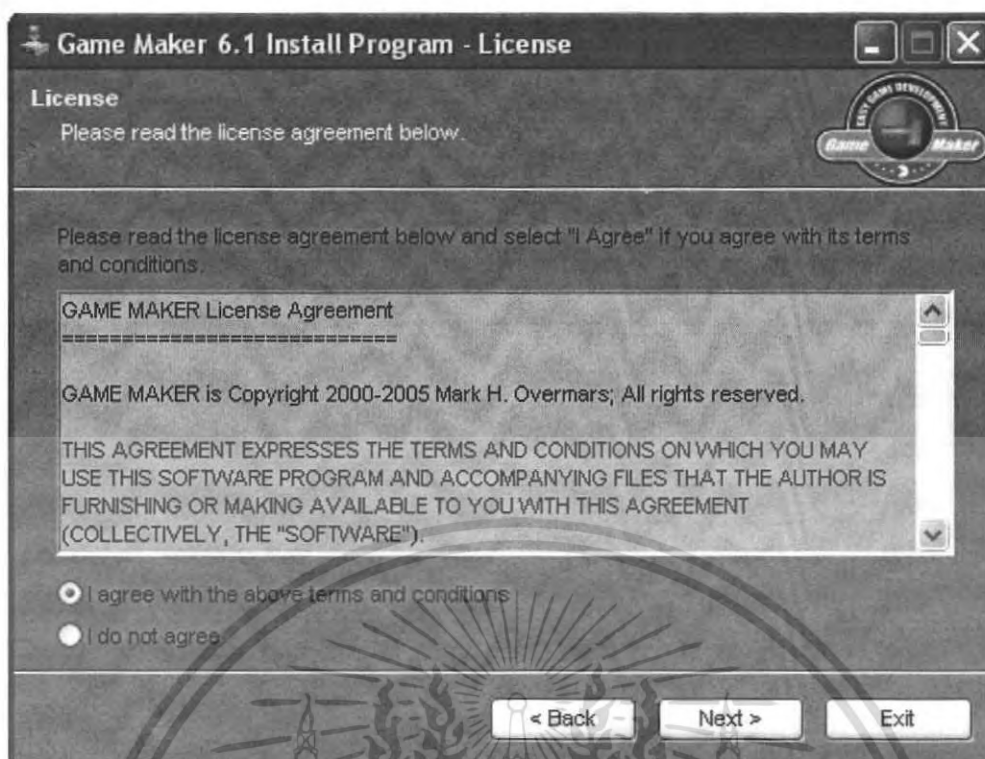 Game Maker 6.1 Install Program - License
License
Please read the license agreement below.
EASY GAME DEVELOPMENT
Game Maker
Please read the license agreement below and select "I Agree" if you agree with its terms
and conditions.
GAME MAKER License Agreement
============================
GAME MAKER is Copyright 2000-2005 Mark H. Overmars; All rights reserved.
THIS AGREEMENT EXPRESSES THE TERMS AND CONDITIONS ON WHICH YOU MAY
USE THIS SOFTWARE PROGRAM AND ACCOMPANYING FILES THAT THE AUTHOR IS
FURNISHING OR MAKING AVAILABLE TO YOU WITH THIS AGREEMENT
(COLLECTIVELY, THE "SOFTWARE").
I agree with the above terms and conditions
I do not agree
< Back Next > Exit